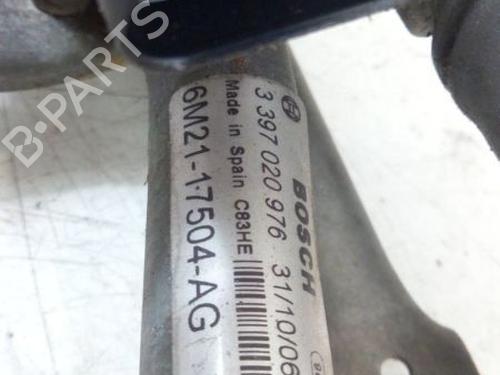 BOSCH
3 397 020 976 31/10/06
Made in Spain C83HE
6M21-17504-AG
B-PARTS